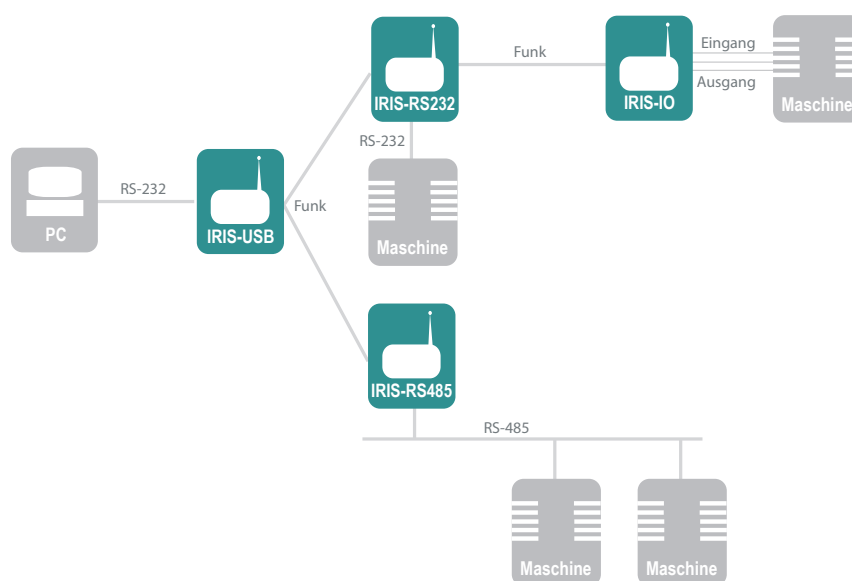 Funk
Eingang
Ausgang
IRIS-RS232
IRIS-IO
Maschine
RS-232
RS-232
PC
IRIS-USB
Funk
Maschine
IRIS-RS485
RS-485
Maschine
Maschine